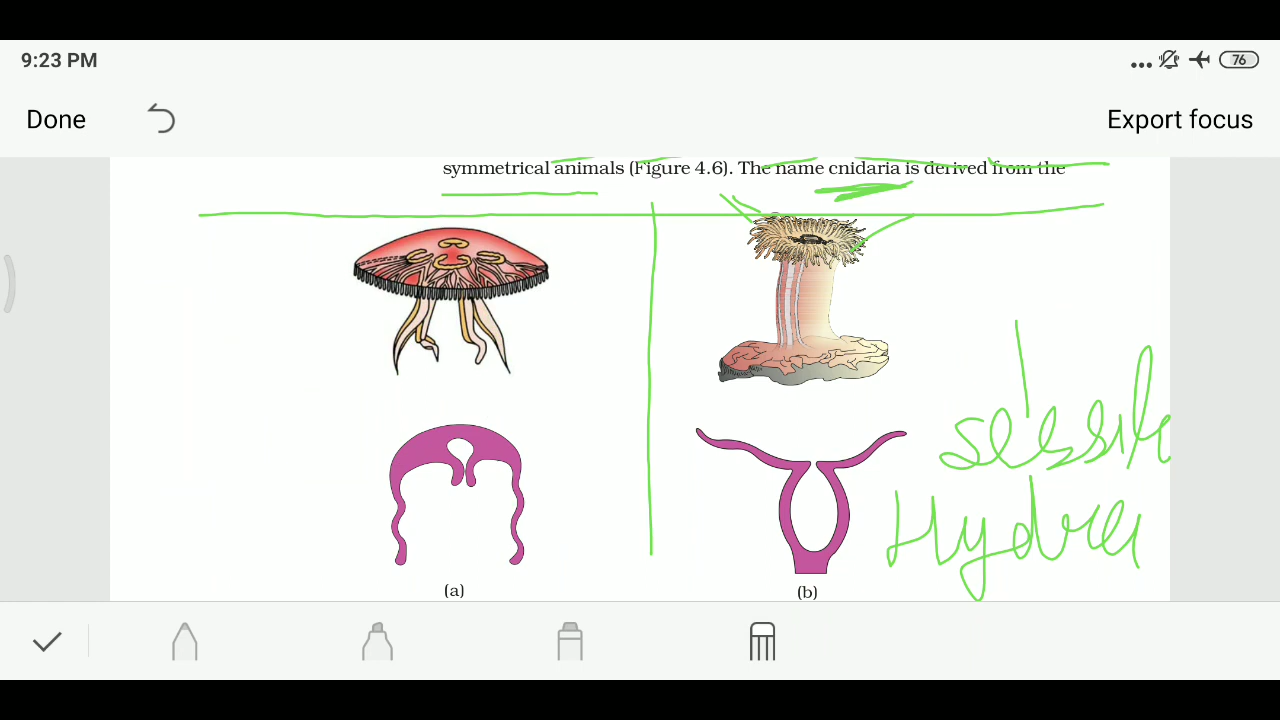 9:23 PM
76
Done
Export focus
symmetrical animals (Figure 4.6). The name cnidaria is derived from the
Hydra
(a)
(b)